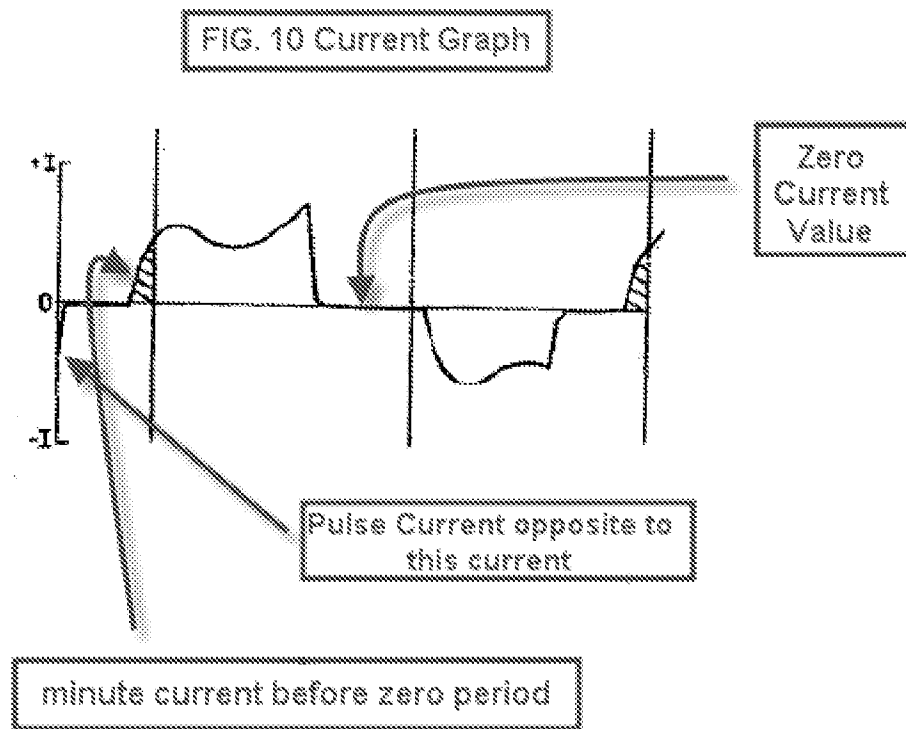 FIG. 10 Current Graph
Zero
Current
Value
+I
0
-I
Pulse Current opposite to
this current
minute current before zero period